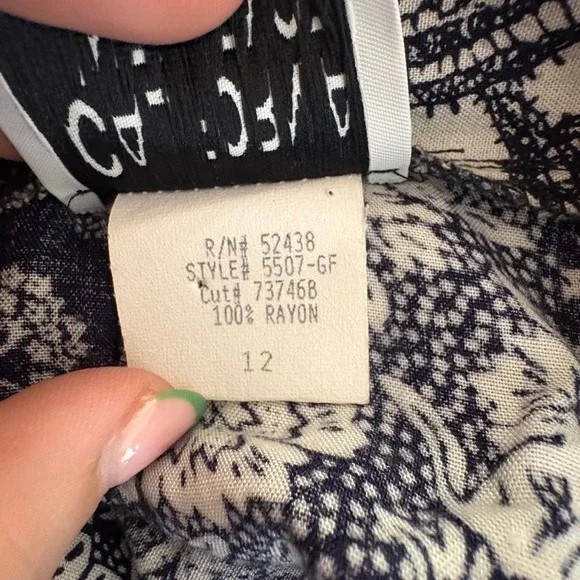 R/N# 52438
STYLE# 5507-GF
Cut# 73746B
100% RAYON
12